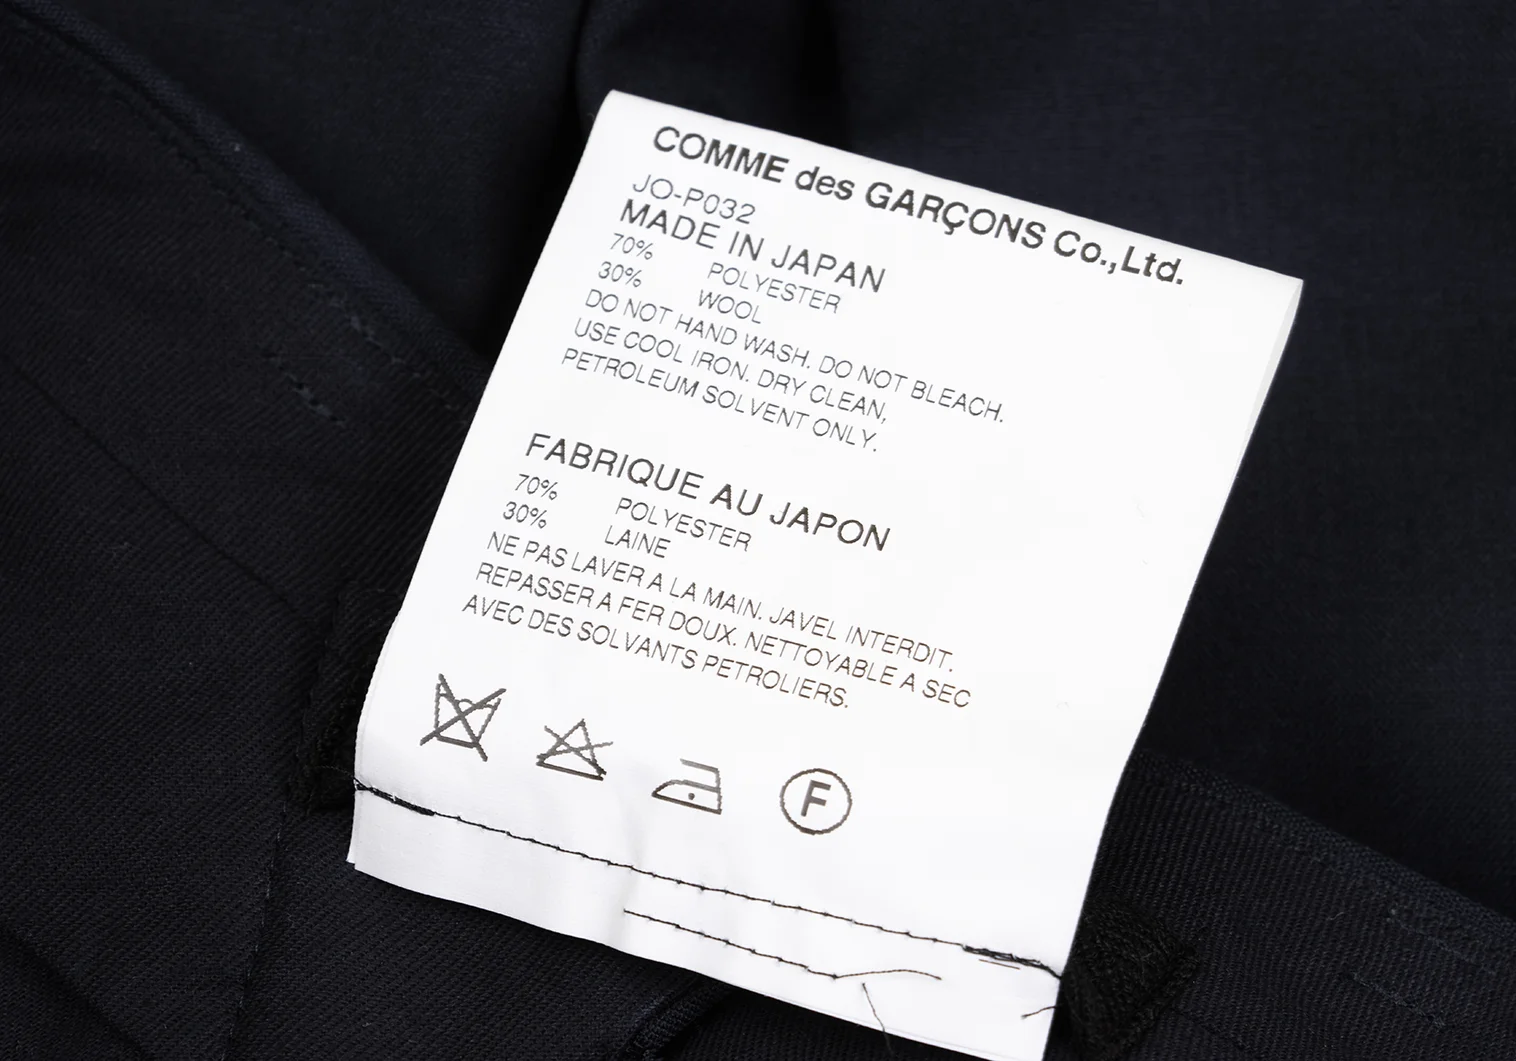 COMME des GARÇONS Co.,Ltd.
JO-P032
MADE IN JAPAN
70% POLYESTER
30% WOOL
DO NOT HAND WASH. DO NOT BLEACH.
USE COOL IRON. DRY CLEAN,
PETROLEUM SOLVENT ONLY.
FABRIQUE AU JAPON
70% POLYESTER
30% LAINE
NE PAS LAVER A LA MAIN. JAVEL INTERDIT.
REPASSER A FER DOUX. NETTOYABLE A SEC
AVEC DES SOLVANTS PETROLIERS.
F